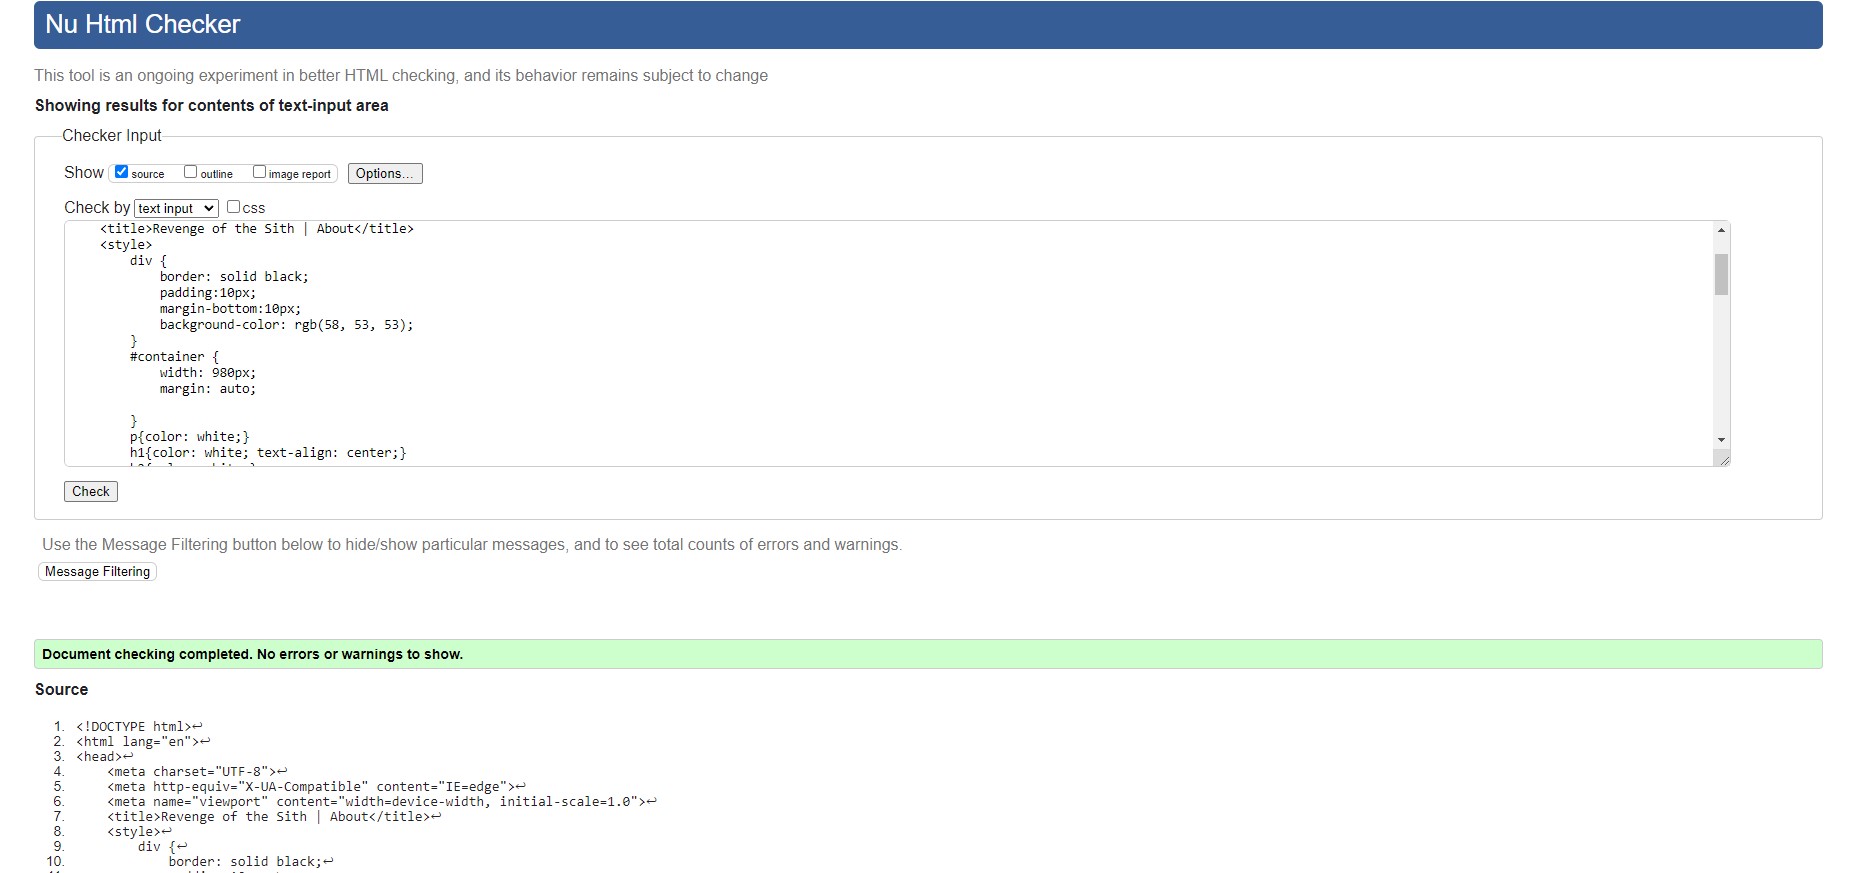 Nu Html Checker
This tool is an ongoing experiment in better HTML checking, and its behavior remains subject to change
Showing results for contents of text-input area
Checker Input
Show source outline image report Options...
Check by text input css
<title>Revenge of the Sith | About</title>
<style>
div {
border: solid black;
padding:10px;
margin-bottom:10px;
background-color: rgb(58, 53, 53);
}
#container {
width: 980px;
margin: auto;
}
p{color: white;}
h1{color: white; text-align: center;}
Check
Use the Message Filtering button below to hide/show particular messages, and to see total counts of errors and warnings.
Message Filtering
Document checking completed. No errors or warnings to show.
Source
1. <!DOCTYPE html>↩
2. <html lang="en">↩
3. <head>↩
4. <meta charset="UTF-8">↩
5. <meta http-equiv="X-UA-Compatible" content="IE=edge">↩
6. <meta name="viewport" content="width=device-width, initial-scale=1.0">↩
7. <title>Revenge of the Sith | About</title>↩
8. <style>↩
9. div {↩
10. border: solid black;↩